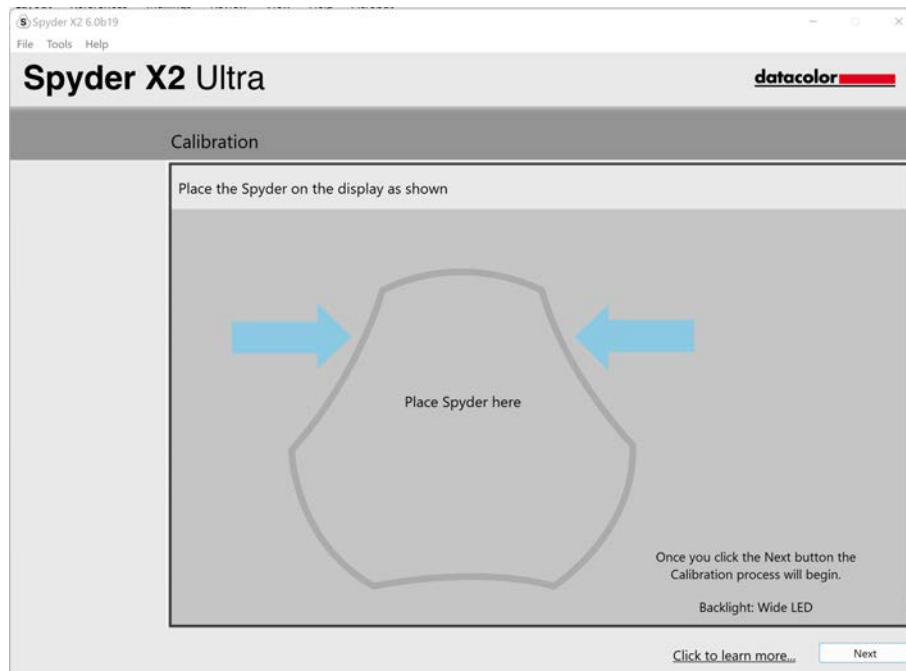 Spyder X2 6.0b19
File Tools Help
Spyder X2 Ultra
datacolor
Calibration
Place the Spyder on the display as shown
Place Spyder here
Once you click the Next button the
Calibration process will begin.
Backlight: Wide LED
Click to learn more...
Next